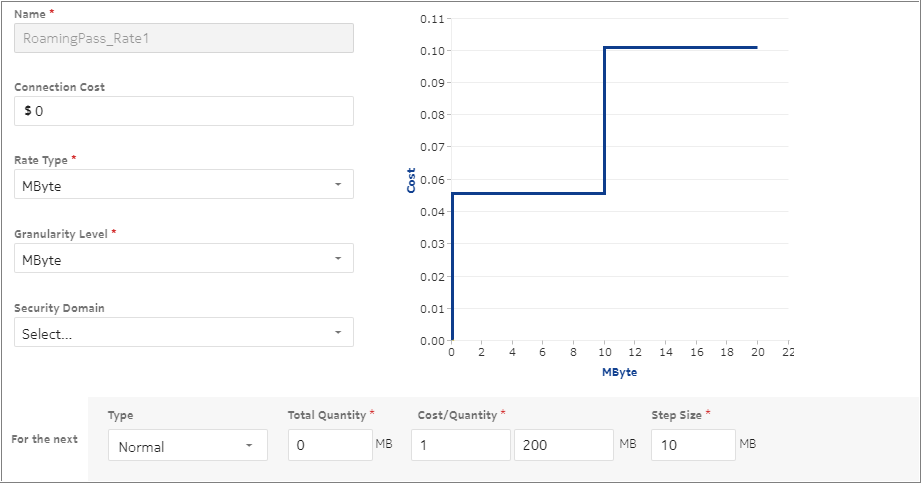 Name *
RoamingPass_Rate1
Connection Cost
$ 0
Rate Type *
MByte
Granularity Level *
MByte
Security Domain
Select...
0.11
0.10
0.09
0.08
0.07
0.06
0.04
0.03
0.02
0.01
0.00
Cost
0 2 4 6 8 10 12 14 16 18 20 22
MByte
For the next
Type Total Quantity * Cost/Quantity * Step Size *
Normal 0 MB 1 200 MB 10 MB